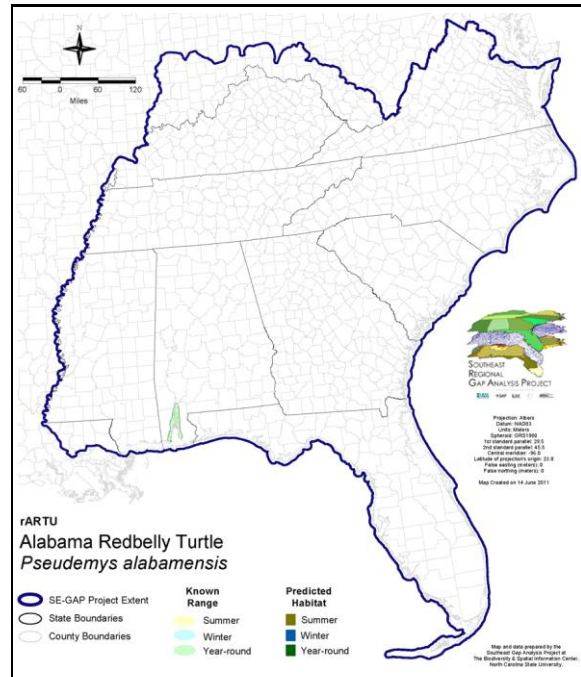 N
60 0 60 120
Miles
SOUTHEAST
REGIONAL
GAP ANALYSIS PROJECT
Projection: Albers
Datum: NAD83
Units: Meters
Spheroid: GRS1980
1st standard parallel: 29.5
2nd standard parallel: 45.5
Central meridian: -96.0
Latitude of projection's origin: 23.0
False easting (meters): 0
False northing (meters): 0
Map Created on 14 June 2011
rARTU
Alabama Redbelly Turtle
Pseudemys alabamensis
SE-GAP Project Extent
State Boundaries
County Boundaries
Known
Range
Summer
Winter
Year-round
Predicted
Habitat
Summer
Winter
Year-round
Map and data prepared by the
Southeast Gap Analysis Project at
The Biodiversity & Spatial Information Center,
North Carolina State University.